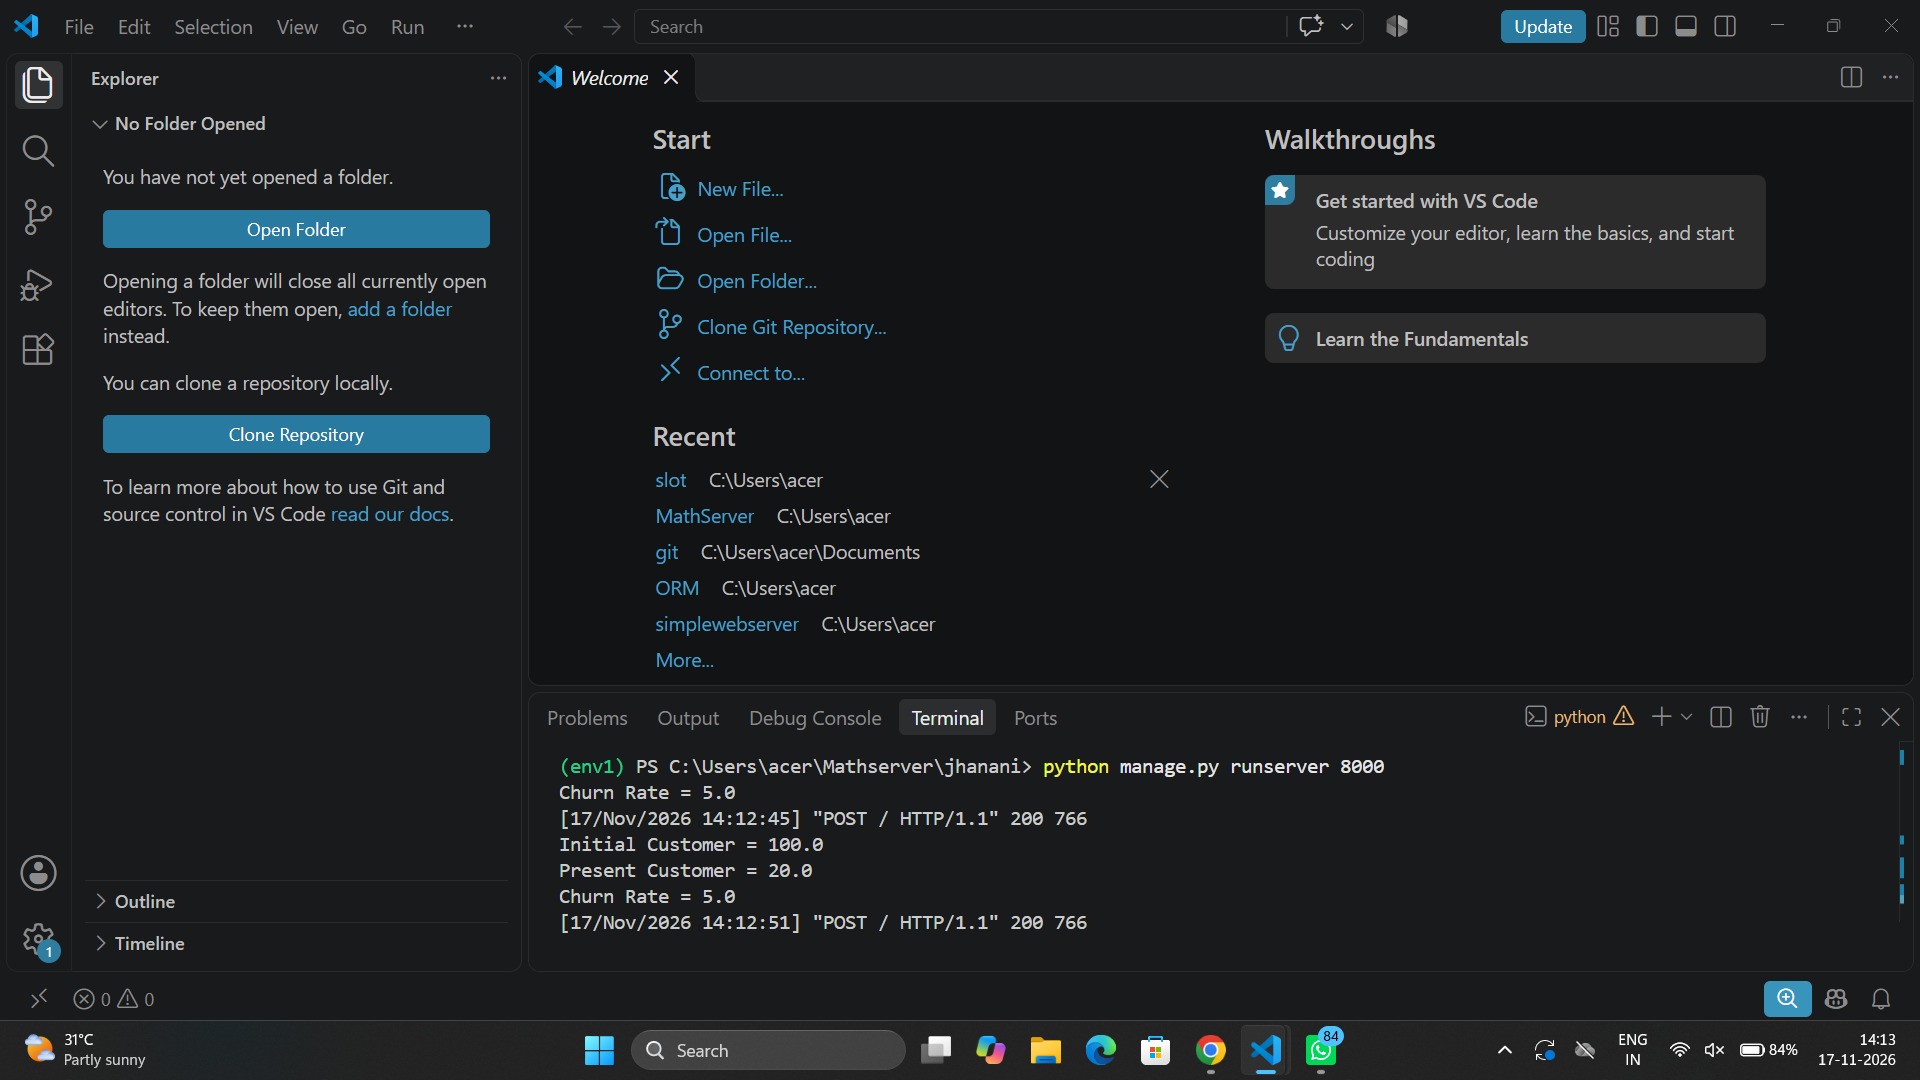 File Edit Selection View Go Run ...
Search
Update
Explorer
No Folder Opened
You have not yet opened a folder.
Open Folder
Opening a folder will close all currently open
editors. To keep them open, add a folder
instead.
You can clone a repository locally.
Clone Repository
To learn more about how to use Git and
source control in VS Code read our docs.
Outline
Timeline
1
Welcome
Start
New File...
Open File...
Open Folder...
Clone Git Repository...
Connect to...
Recent
slot C:\Users\acer
MathServer C:\Users\acer
git C:\Users\acer\Documents
ORM C:\Users\acer
simplewebserver C:\Users\acer
More...
Walkthroughs
Get started with VS Code
Customize your editor, learn the basics, and start
coding
Learn the Fundamentals
Problems Output Debug Console Terminal Ports
python
(env1) PS C:\Users\acer\Mathserver\jhanani> python manage.py runserver 8000
Churn Rate = 5.0
[17/Nov/2026 14:12:45] "POST / HTTP/1.1" 200 766
Initial Customer = 100.0
Present Customer = 20.0
Churn Rate = 5.0
[17/Nov/2026 14:12:51] "POST / HTTP/1.1" 200 766
0 0
31°C
Partly sunny
Search
84
ENG
IN
84%
14:13
17-11-2026